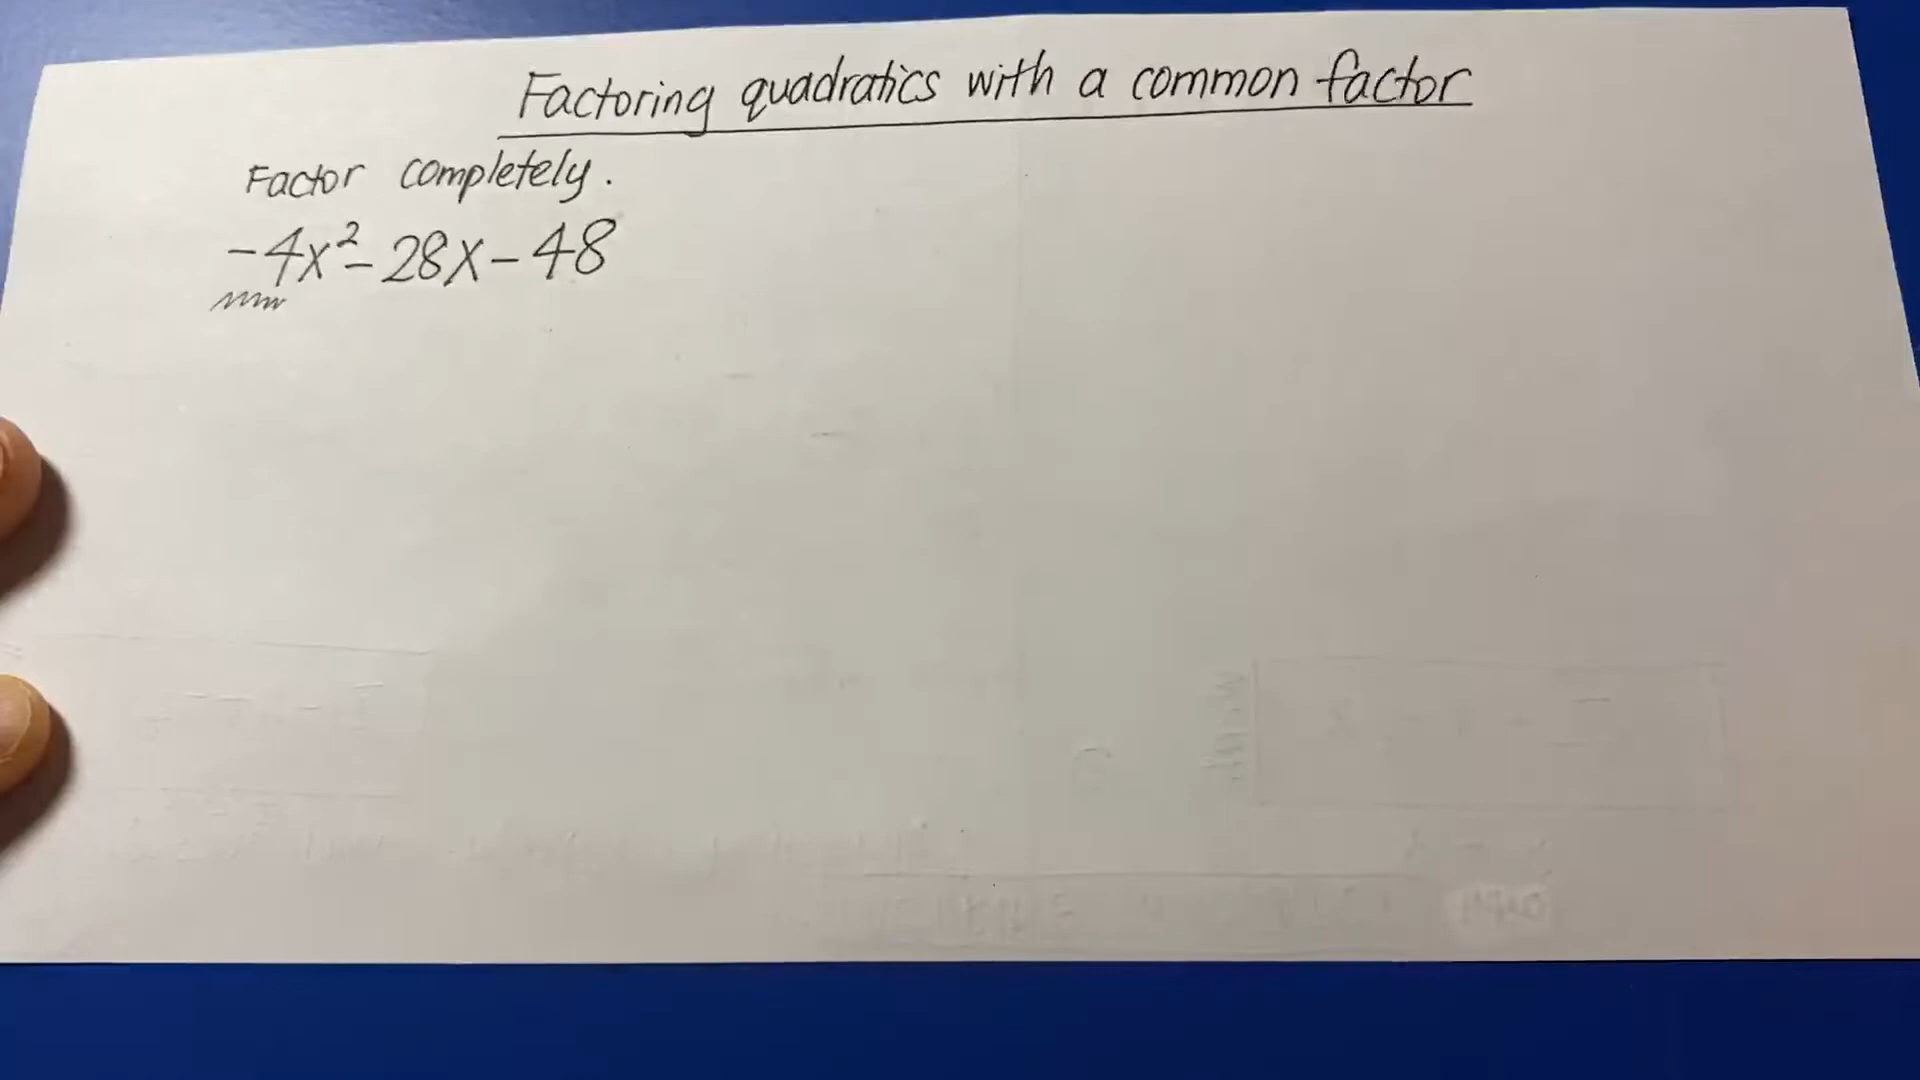 Factoring quadratics with a common factor
Factor completely.
-4x²-28x-48